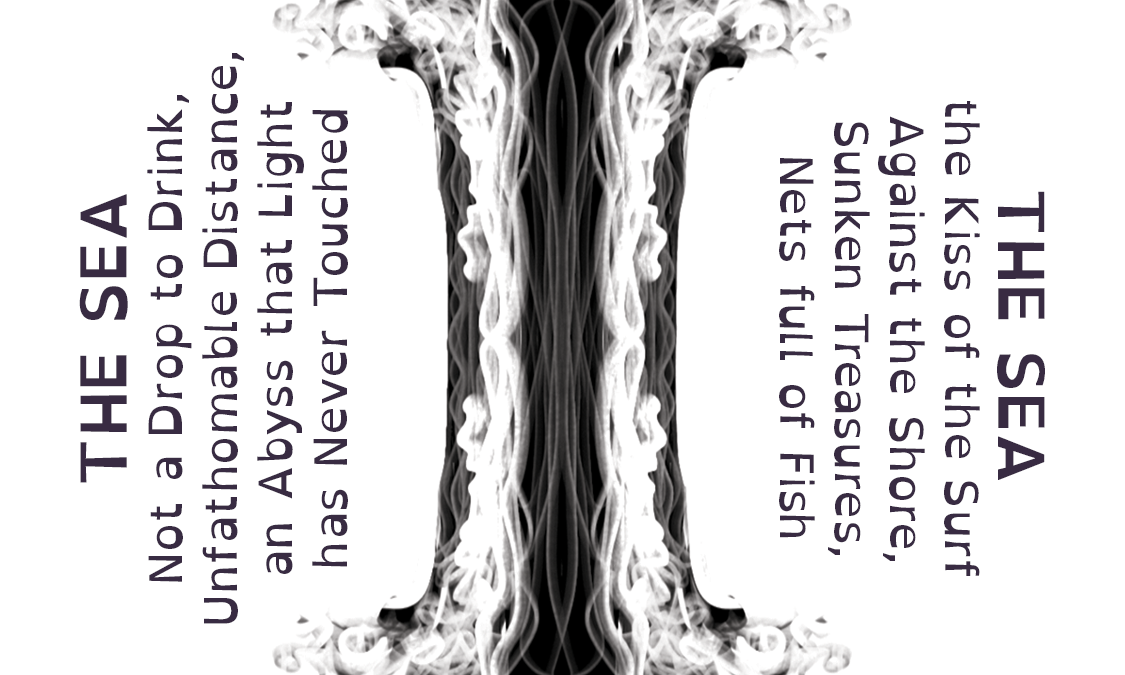 THE SEA
Not a Drop to Drink,
Unfathomable Distance,
an Abyss that Light
has Never Touched
THE SEA
the Kiss of the Surf
Against the Shore,
Sunken Treasures,
Nets full of Fish